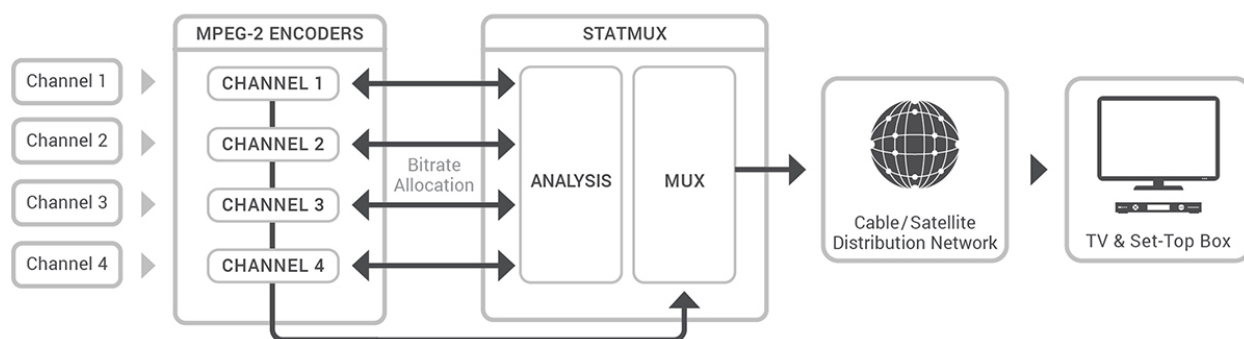 MPEG-2 ENCODERS
STATMUX
Channel 1
Channel 2
Channel 3
Channel 4
CHANNEL 1
CHANNEL 2
CHANNEL 3
CHANNEL 4
Bitrate
Allocation
ANALYSIS
MUX
Cable/Satellite
Distribution Network
TV & Set-Top Box